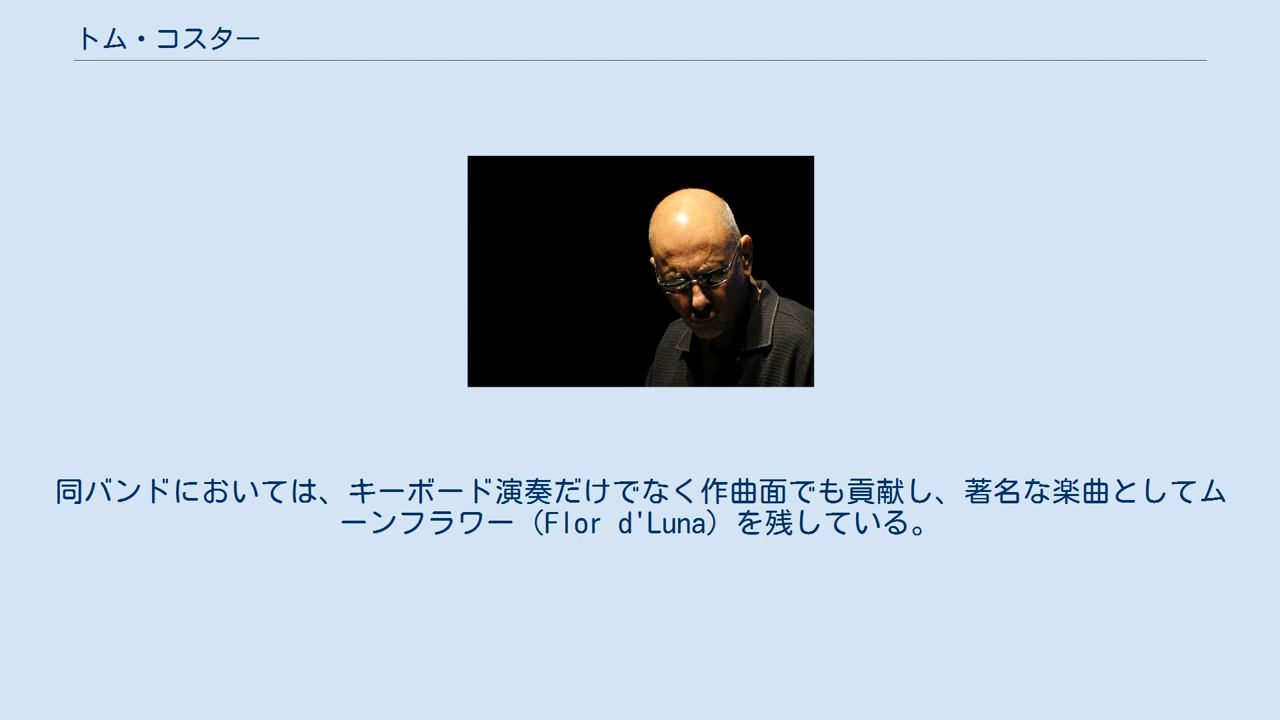 トム・コスター
同バンドにおいては、キーボード演奏だけでなく作曲面でも貢献し、著名な楽曲としてム
ーンフラワー（Flor d'Luna）を残している。